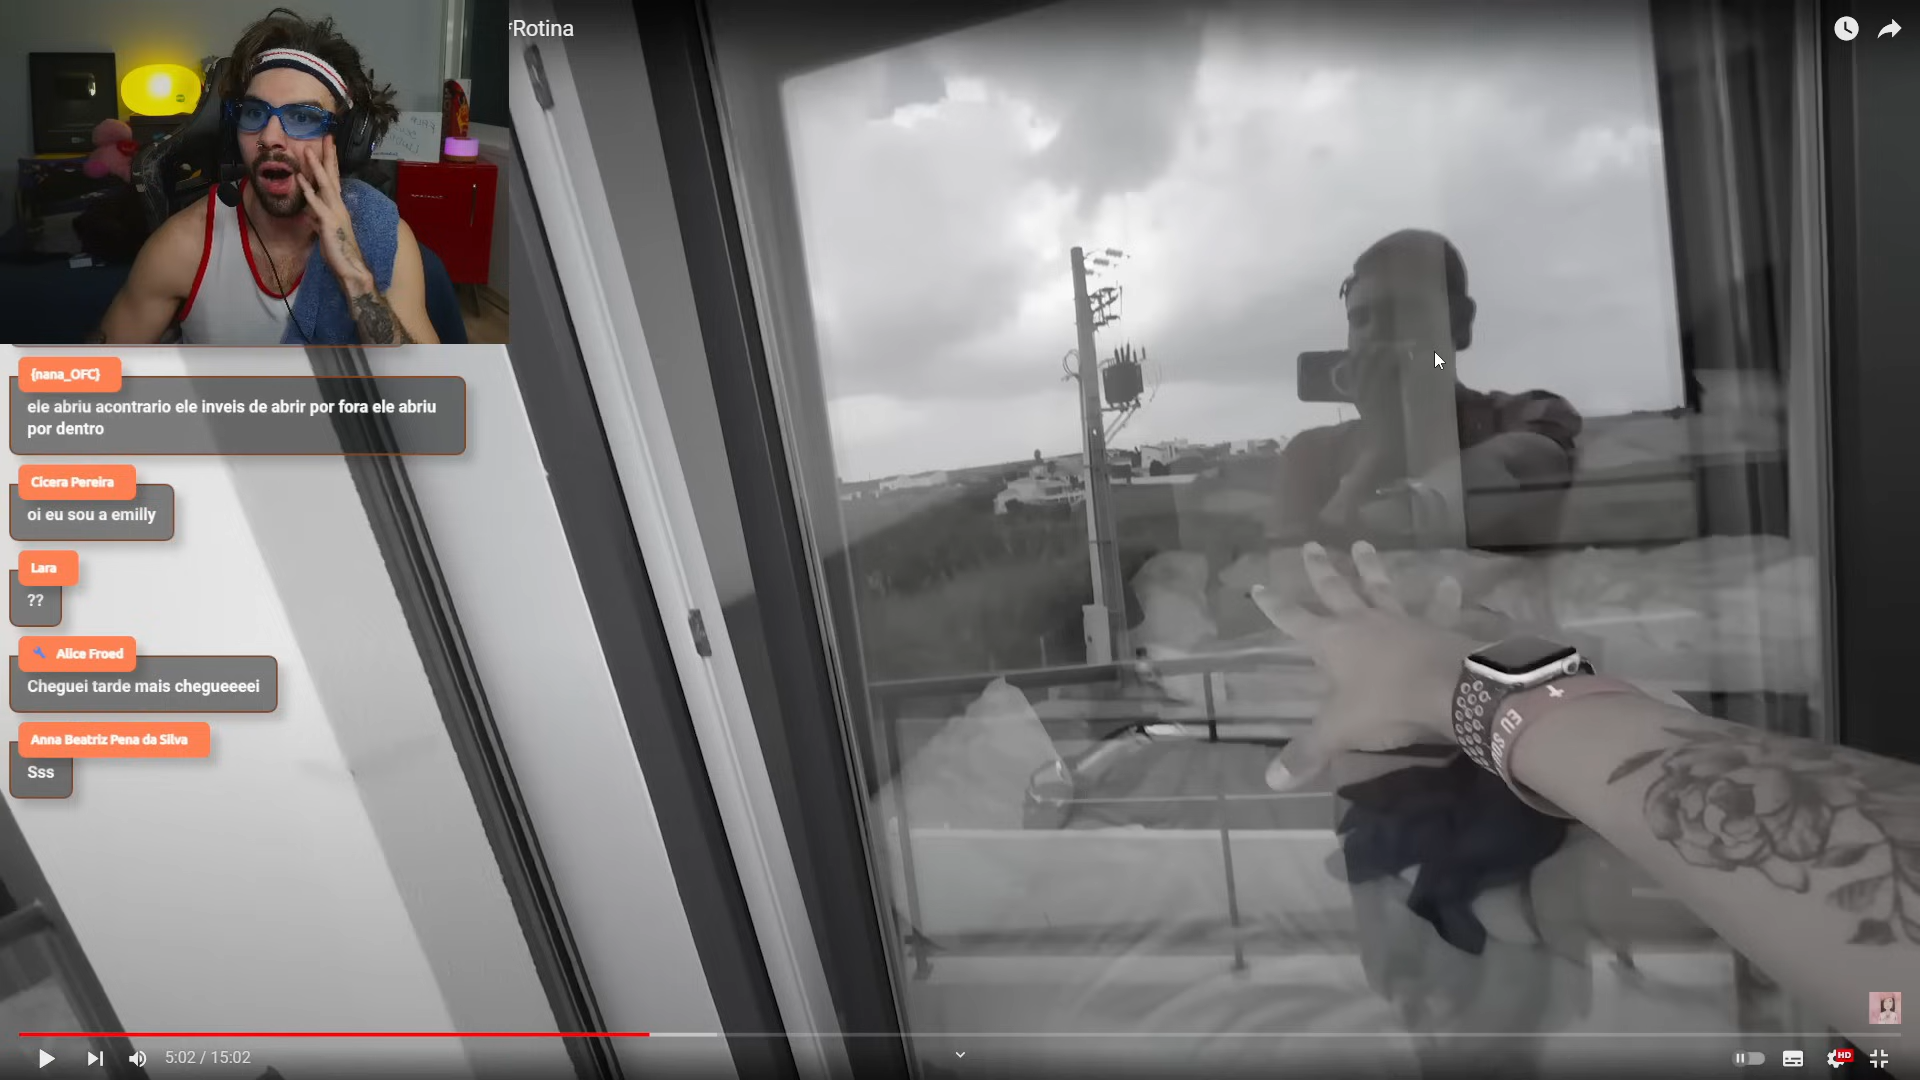 *Rotina
{nana_OFC}
ele abriu acontrario ele inveis de abrir por fora ele abriu
por dentro
Cicera Pereira
oi eu sou a emilly
Lara
??
Alice Froed
Cheguei tarde mais chegueeeei
Anna Beatriz Pena da Silva
Sss
EU SOU
5:02 / 15:02
HD